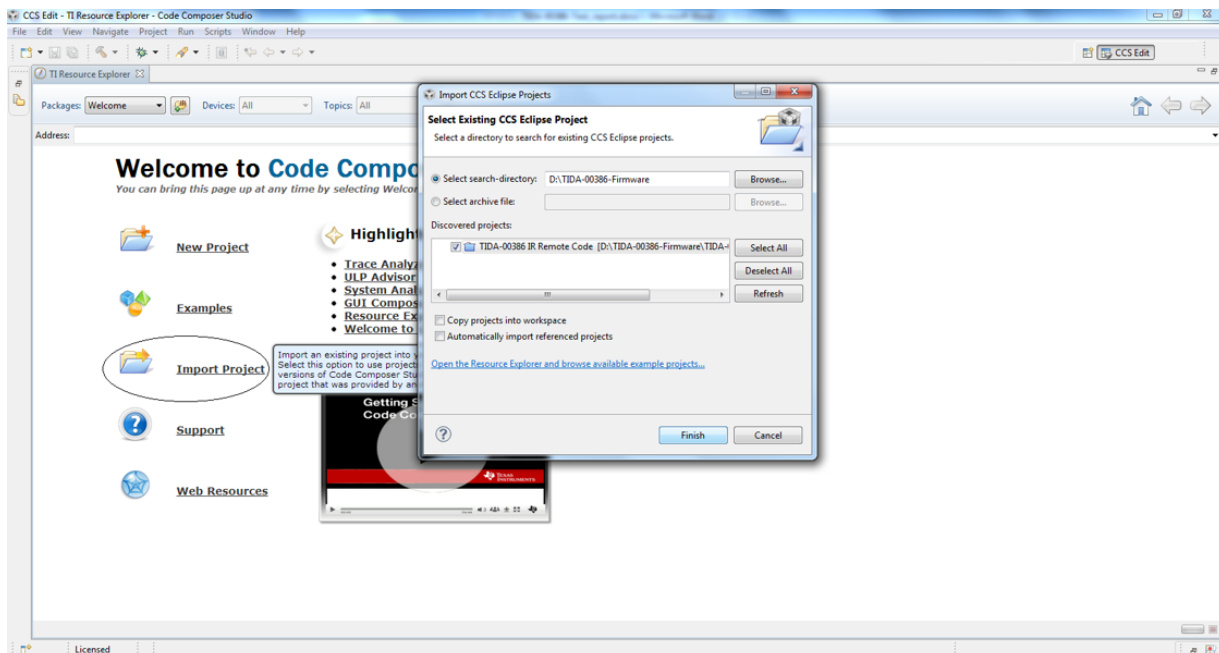 CCS Edit - TI Resource Explorer - Code Composer Studio
File Edit View Navigate Project Run Scripts Window Help
CCS Edit
TI Resource Explorer
Packages: Welcome Devices: All Topics: All
Address:
Welcome to Code Compo
You can bring this page up at any time by selecting Welcor
New Project
Examples
Import Project
Support
Web Resources
Highlight
Trace Analyz
ULP Advisor
System Anal
GUI Compos
Resource Ex
Welcome to
Import an existing project into
Select this option to use projects
versions of Code Composer Stu
project that was provided by an
Getting S
Code Co
TEXAS
INSTRUMENTS
Import CCS Eclipse Projects
Select Existing CCS Eclipse Project
Select a directory to search for existing CCS Eclipse projects.
Select search-directory: D:\TIDA-00386-Firmware Browse...
Select archive file: Browse...
Discovered projects:
TIDA-00386 IR Remote Code [D:\TIDA-00386-Firmware\TIDA- Select All
Deselect All
Refresh
Copy projects into workspace
Automatically import referenced projects
Open the Resource Explorer and browse available example projects...
Finish Cancel
Licensed